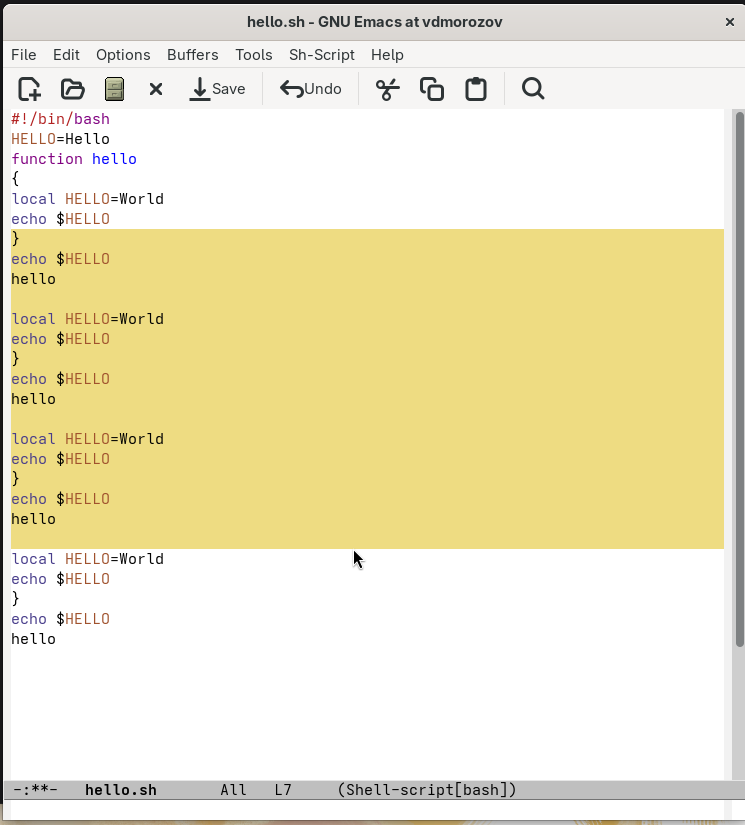 hello.sh - GNU Emacs at vdmorozov
File Edit Options Buffers Tools Sh-Script Help
Save Undo
#!/bin/bash
HELLO=Hello
function hello
{
local HELLO=World
echo $HELLO
}
echo $HELLO
hello
local HELLO=World
echo $HELLO
}
echo $HELLO
hello
local HELLO=World
echo $HELLO
}
echo $HELLO
hello
local HELLO=World
echo $HELLO
}
echo $HELLO
hello
-:**- hello.sh All L7 (Shell-script[bash])